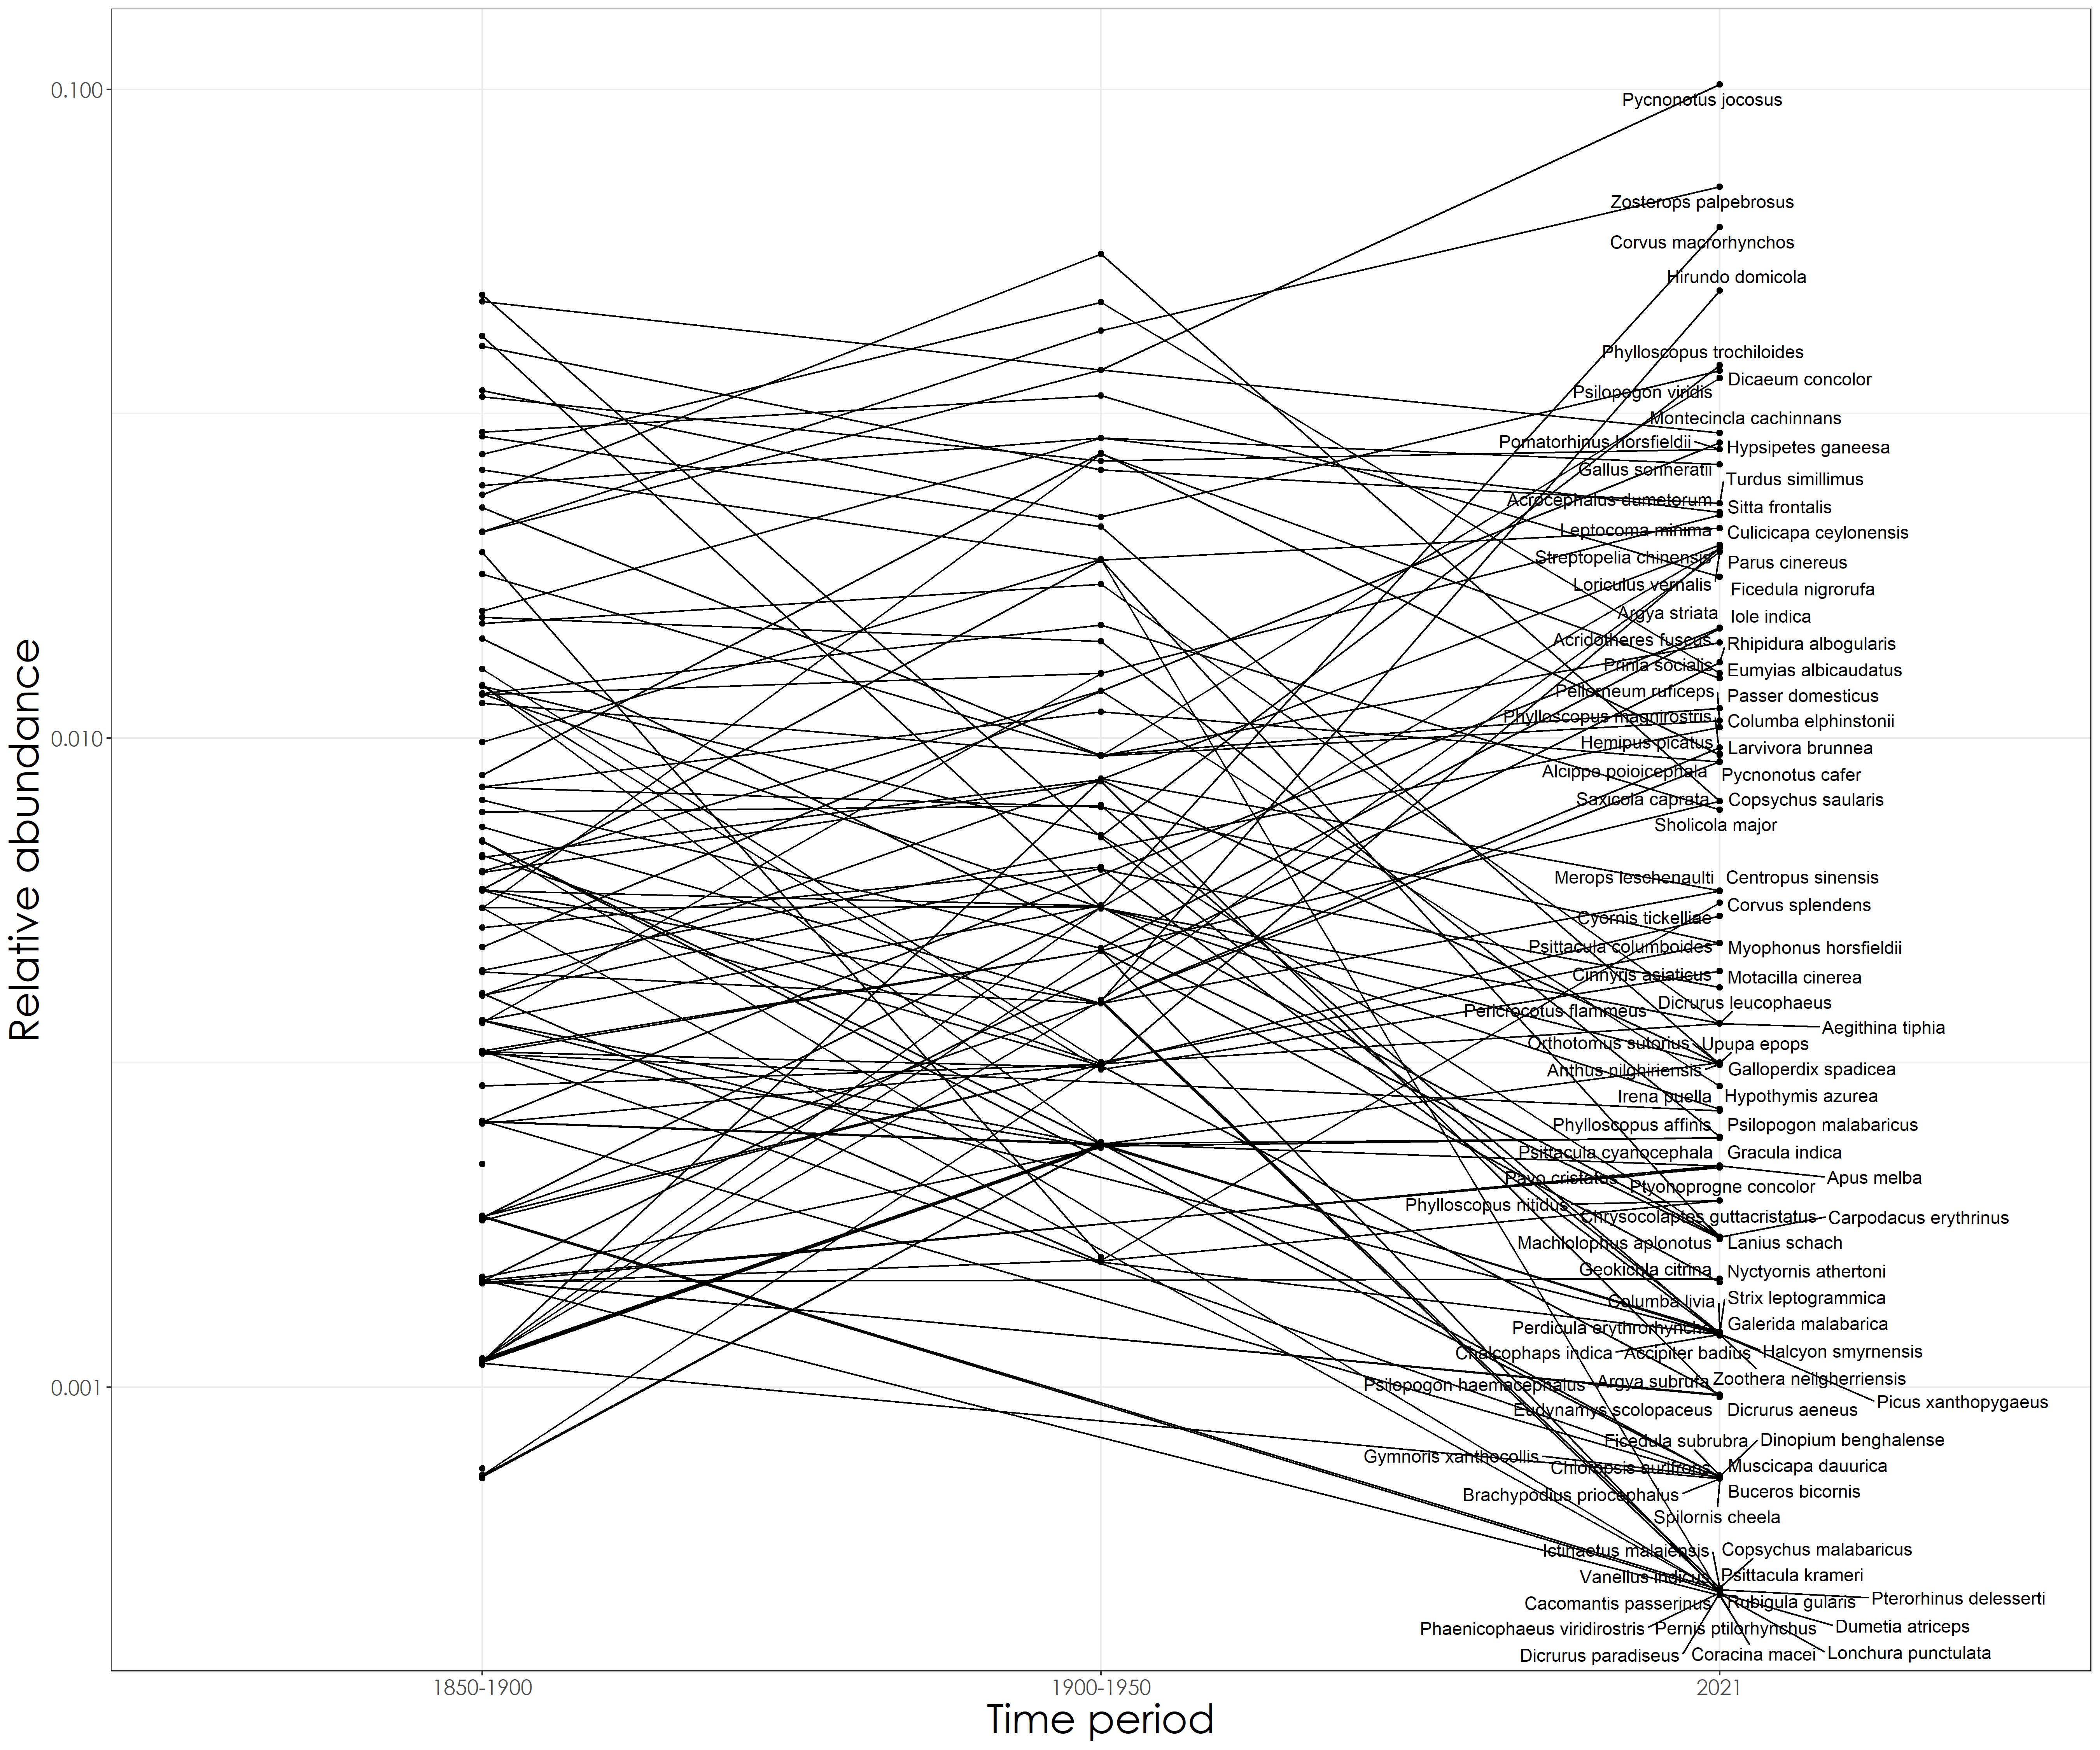 Relative abundance
0.100
0.010
0.001
Pycnonotus jocosus
Zosterops palpebrosus
Corvus macrorhynchos
Hirundo domicola
Phylloscopus trochiloides
Dicaeum concolor
Psilopogon viridis
Montecincla cachinnans
Pomatorhinus horsfieldii
Hypsipetes ganeesa
Gallus sonneratii
Turdus simillimus
Acrocephalus dumetorum
Sitta frontalis
Leptocoma minima
Culicicapa ceylonensis
Streptopelia chinensis
Parus cinereus
Loriculus vernalis
Ficedula nigrorufa
Argya striata
Iole indica
Acridotheres fuscus
Rhipidura albogularis
Prinia socialis
Eumyias albicaudatus
Pellorneum ruficeps
Passer domesticus
Phylloscopus magnirostris
Columba elphinstonii
Hemipus picatus
Larvivora brunnea
Alcippe poioicephala
Pycnonotus cafer
Saxicola caprata
Copsychus saularis
Sholicola major
Merops leschenaulti
Centropus sinensis
Corvus splendens
Cyornis tickelliae
Psittacula columboides
Myophonus horsfieldii
Cinnyris asiaticus
Motacilla cinerea
Dicrurus leucophaeus
Pericrocotus flammeus
Aegithina tiphia
Orthotomus sutorius
Upupa epops
Anthus nilghiriensis
Galloperdix spadicea
Irena puella
Hypothymis azurea
Phylloscopus affinis
Psilopogon malabaricus
Psittacula cyanocephala
Gracula indica
Pavo cristatus
Apus melba
Ptyonoprogne concolor
Phylloscopus nitidus
Chrysocolaptes guttacristatus
Carpodacus erythrinus
Machlolophus aplonotus
Lanius schach
Geokichla citrina
Nyctyornis athertoni
Columba livia
Strix leptogrammica
Perdicula erythrorhyncha
Galerida malabarica
Chalcophaps indica
Accipiter badius
Halcyon smyrnensis
Psilopogon haemacephalus
Argya subrufa
Zoothera neilgherriensis
Picus xanthopygaeus
Eudynamys scolopaceus
Dicrurus aeneus
Ficedula subrubra
Dinopium benghalense
Gymnoris xanthocollis
Chloropsis aurifrons
Muscicapa dauurica
Brachypodius priocephalus
Buceros bicornis
Spilornis cheela
Ictinaetus malaiensis
Copsychus malabaricus
Vanellus indicus
Psittacula krameri
Cacomantis passerinus
Rubigula gularis
Pterorhinus delesserti
Phaenicophaeus viridirostris
Pernis ptilorhynchus
Dumetia atriceps
Dicrurus paradiseus
Coracina macei
Lonchura punctulata
1850-1900
1900-1950
2021
Time period